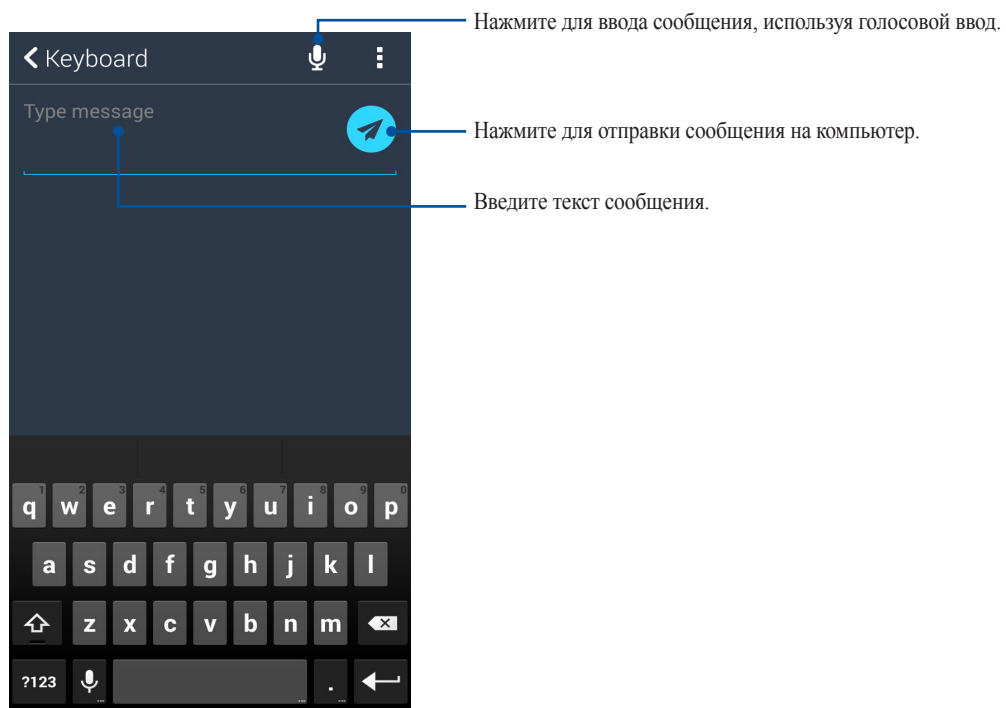 Нажмите для ввода сообщения, используя голосовой ввод.
Keyboard
Type message
Нажмите для отправки сообщения на компьютер.
Введите текст сообщения.
1 2 3 4 5 6 7 8 9 0
q w e r t y u i o p
a s d f g h j k l
z x c v b n m
?123 ... ... . ...